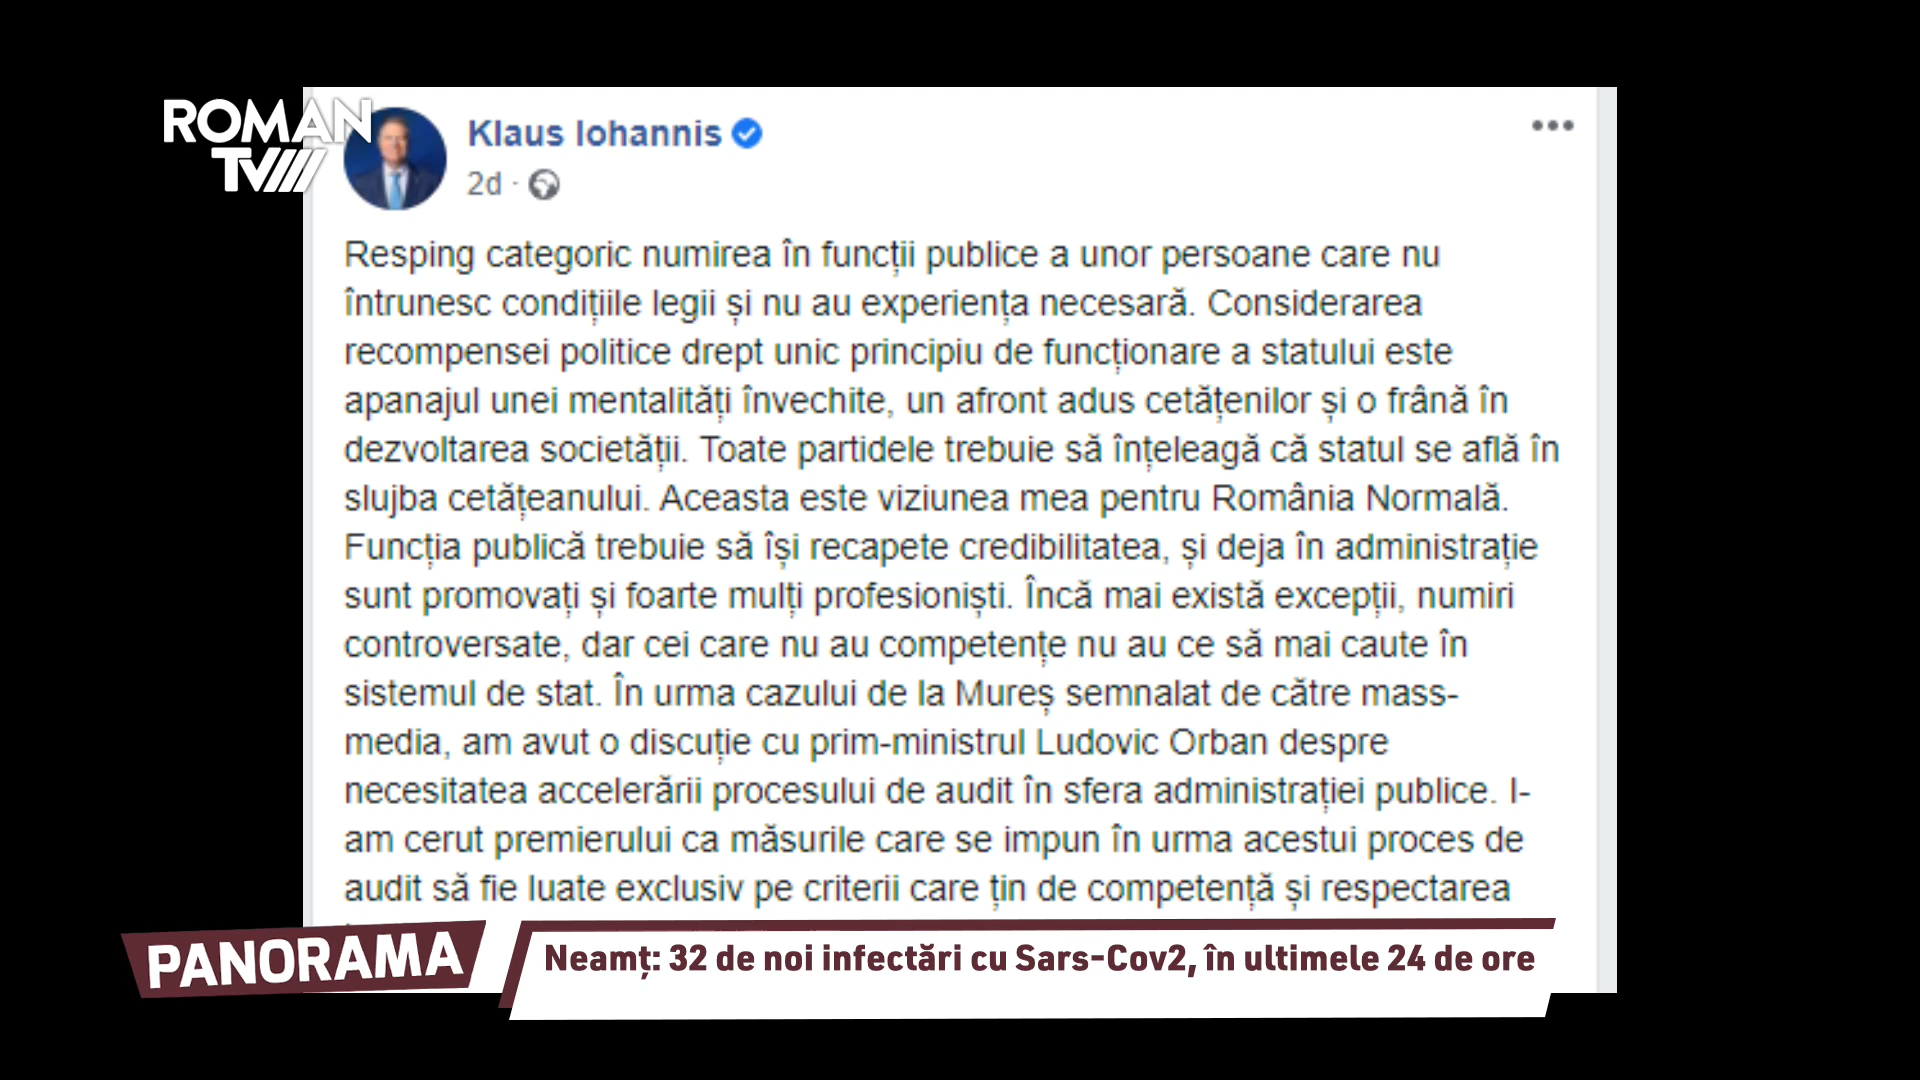 ROMAN
TV
Klaus Iohannis
2d ·
Resping categoric numirea în funcții publice a unor persoane care nu
întrunesc condițiile legii și nu au experiența necesară. Considerarea
recompensei politice drept unic principiu de funcționare a statului este
apanajul unei mentalități învechite, un afront adus cetățenilor și o frână în
dezvoltarea societății. Toate partidele trebuie să înțeleagă că statul se află în
slujba cetățeanului. Aceasta este viziunea mea pentru România Normală.
Funcția publică trebuie să își recapete credibilitatea, și deja în administrație
sunt promovați și foarte mulți profesioniști. Încă mai există excepții, numiri
controversate, dar cei care nu au competențe nu au ce să mai caute în
sistemul de stat. În urma cazului de la Mureș semnalat de către mass-
media, am avut o discuție cu prim-ministrul Ludovic Orban despre
necesitatea accelerării procesului de audit în sfera administrației publice. I-
am cerut premierului ca măsurile care se impun în urma acestui proces de
audit să fie luate exclusiv pe criterii care țin de competență și respectarea
PANORAMA
Neamț: 32 de noi infectări cu Sars-Cov2, în ultimele 24 de ore